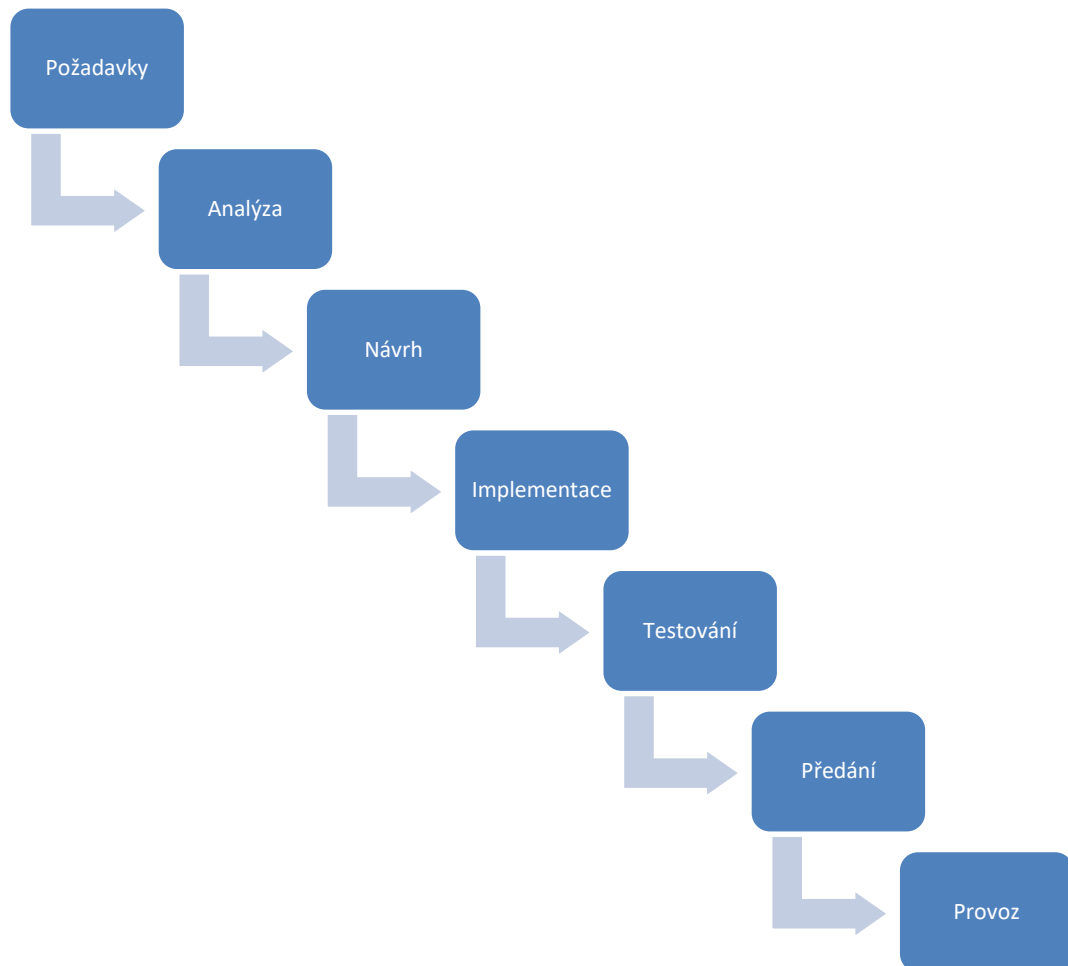 Požadavky
Analýza
Návrh
Implementace
Testování
Předání
Provoz